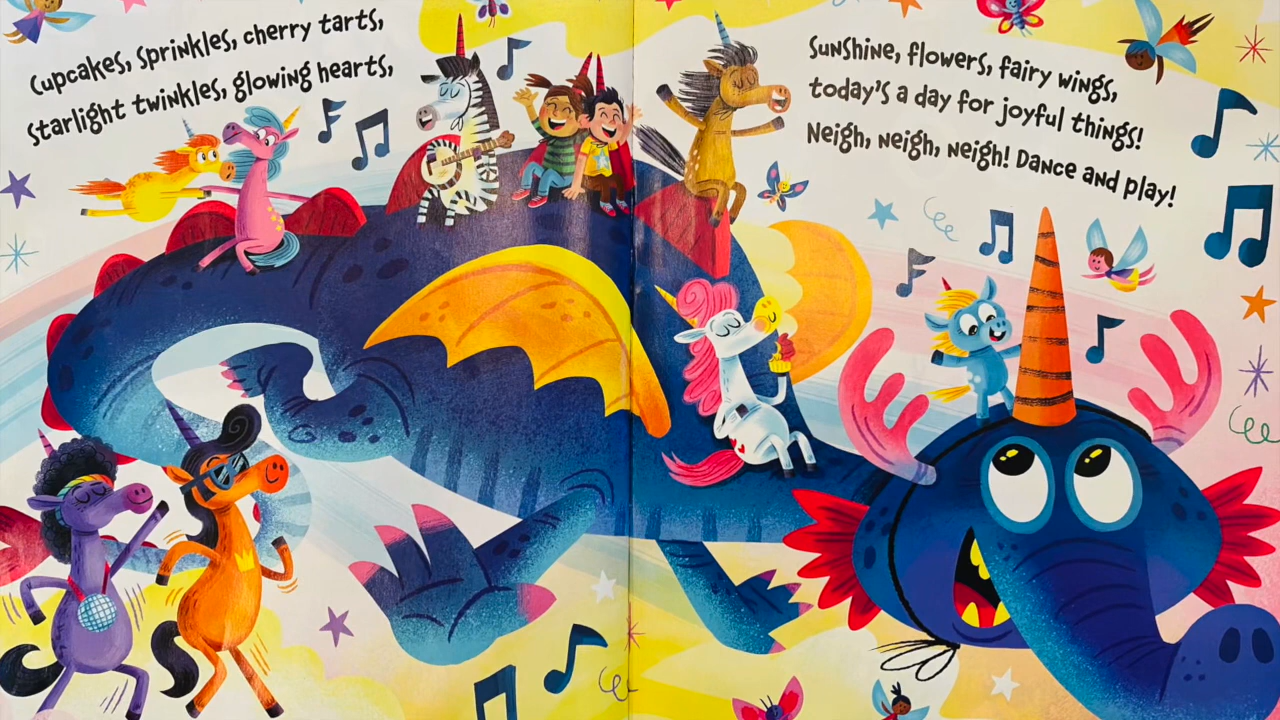 Cupcakes, sprinkles, cherry tarts,
starlight twinkles, glowing hearts,
Sunshine, flowers, fairy wings,
today's a day for joyful things!
Neigh, neigh, neigh! Dance and play!